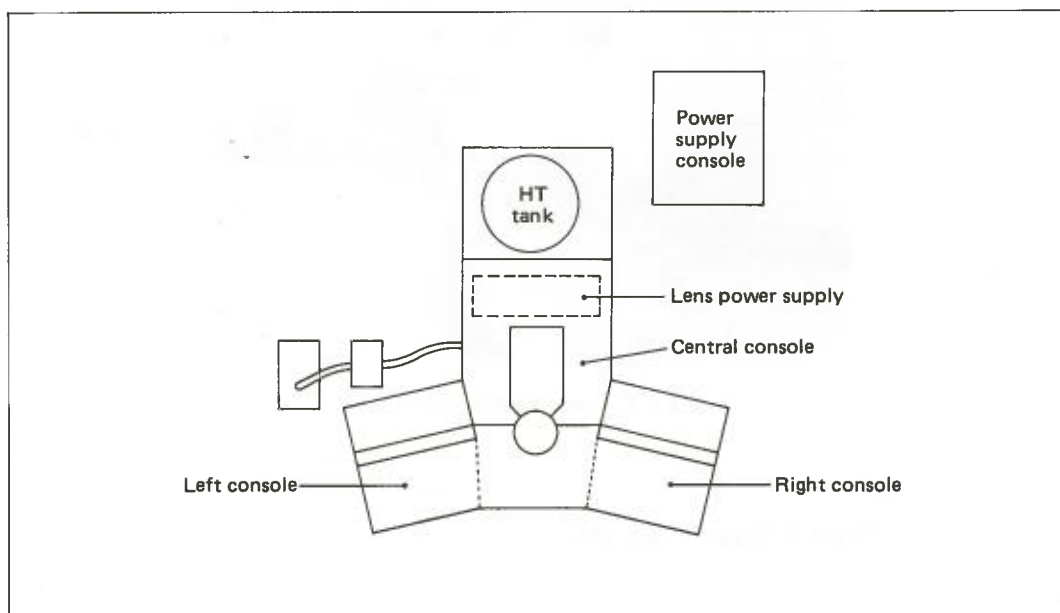 Power
supply
console
HT
tank
Lens power supply
Central console
Left console
Right console